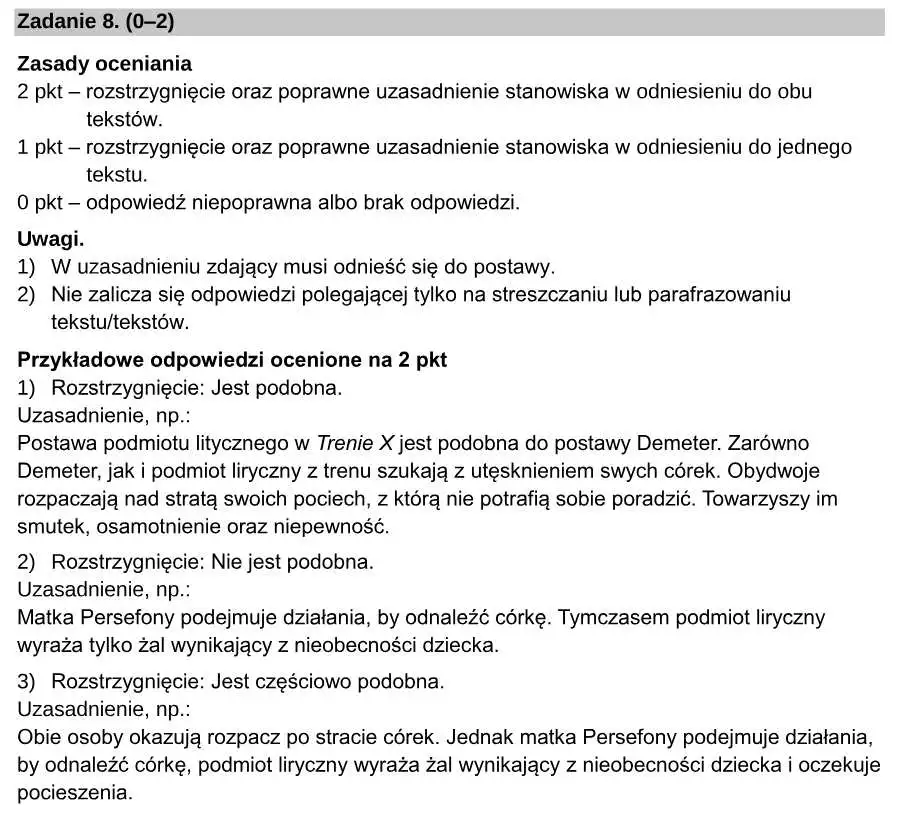 Zadanie 8. (0–2)
Zasady oceniania
2 pkt – rozstrzygnięcie oraz poprawne uzasadnienie stanowiska w odniesieniu do obu
tekstów.
1 pkt – rozstrzygnięcie oraz poprawne uzasadnienie stanowiska w odniesieniu do jednego
tekstu.
0 pkt – odpowiedź niepoprawna albo brak odpowiedzi.
Uwagi.
1) W uzasadnieniu zdający musi odnieść się do postawy.
2) Nie zalicza się odpowiedzi polegającej tylko na streszczaniu lub parafrazowaniu
tekstu/tekstów.
Przykładowe odpowiedzi ocenione na 2 pkt
1) Rozstrzygnięcie: Jest podobna.
Uzasadnienie, np.:
Postawa podmiotu litycznego w Trenie X jest podobna do postawy Demeter. Zarówno
Demeter, jak i podmiot liryczny z trenu szukają z utęsknieniem swych córek. Obydwoje
rozpaczają nad stratą swoich pociech, z którą nie potrafią sobie poradzić. Towarzyszy im
smutek, osamotnienie oraz niepewność.
2) Rozstrzygnięcie: Nie jest podobna.
Uzasadnienie, np.:
Matka Persefony podejmuje działania, by odnaleźć córkę. Tymczasem podmiot liryczny
wyraża tylko żal wynikający z nieobecności dziecka.
3) Rozstrzygnięcie: Jest częściowo podobna.
Uzasadnienie, np.:
Obie osoby okazują rozpacz po stracie córek. Jednak matka Persefony podejmuje działania,
by odnaleźć córkę, podmiot liryczny wyraża żal wynikający z nieobecności dziecka i oczekuje
pocieszenia.